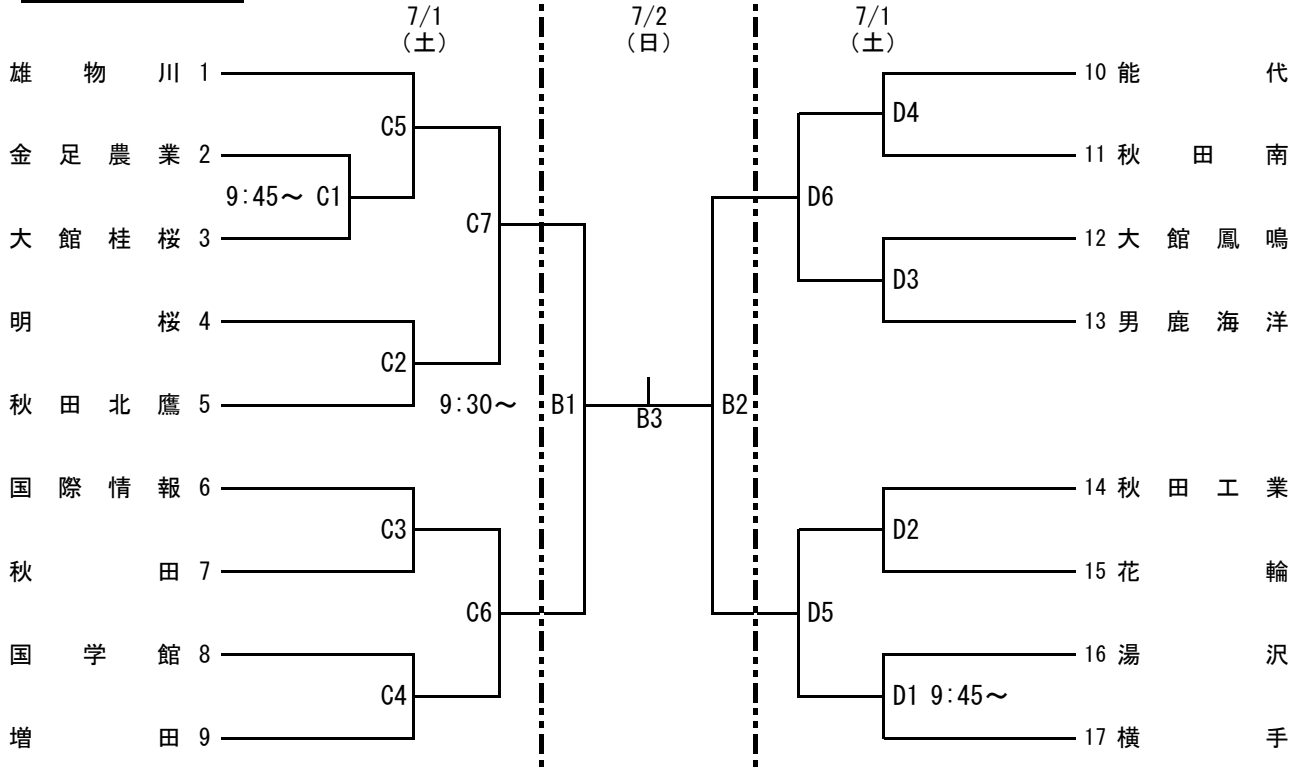 7/1 7/2 7/1
(土) (日) (土)
雄物川 1 10 能代
D4
C5
金足農業 2 11 秋田南
9:45～ C1 D6
C7
大館桂桜 3 12 大館鳳鳴
D3
明桜 4 13 男鹿海洋
C2
秋田北鷹 5 9:30～ B1 B3 B2
国際情報 6 14 秋田工業
C3 D2
秋田 7 15 花輪
C6 D5
国学館 8 16 湯沢
C4 D1 9:45～
増田 9 17 横手